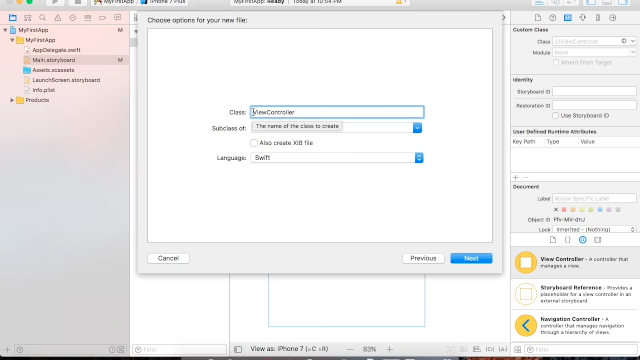 MyFirstApp
iPhone 7 Plus
MyFirstApp: Ready
Today at 10:54 PM
1
Choose options for your new file:
MyFirstApp
MyFirstApp
AppDelegate.swift
Main.storyboard
M
Assets.xcassets
LaunchScreen.storyboard
Info.plist
Products
Class:
ViewController
Subclass of:
The name of the class to create
Also create XIB file
Language:
Swift
Cancel
Previous
Next
Custom Class
Class
UIViewController
Module
None
Inherit From Target
Identity
Storyboard ID
Restoration ID
Use Storyboard ID
User Defined Runtime Attributes
Key Path
Type
Value
Document
Label
Xcode Specific Label
Object ID
Lock
Inherited - (Nothing)
View Controller - A controller
that manages a view.
Storyboard Reference - Provides a
placeholder for a view controller in an
external storyboard.
Navigation Controller - A
controller that manages navigation
through a hierarchy of views.
Filter
Filter
View as: iPhone 7 (wC hR)
83%
Filter